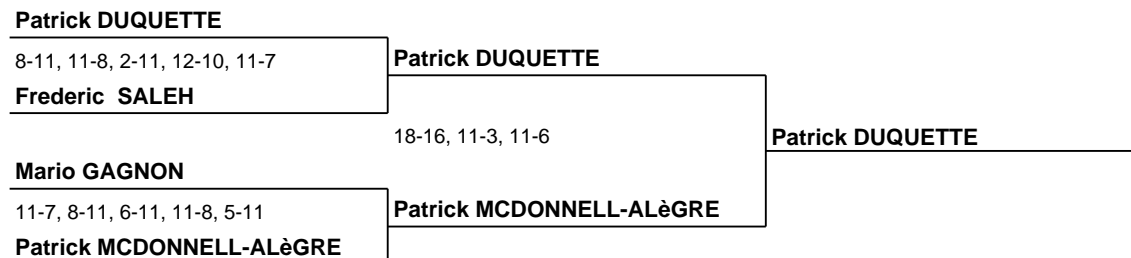 Patrick DUQUETTE
8-11, 11-8, 2-11, 12-10, 11-7
Patrick DUQUETTE
Frederic SALEH
18-16, 11-3, 11-6
Patrick DUQUETTE
Mario GAGNON
11-7, 8-11, 6-11, 11-8, 5-11
Patrick MCDONNELL-ALèGRE
Patrick MCDONNELL-ALèGRE